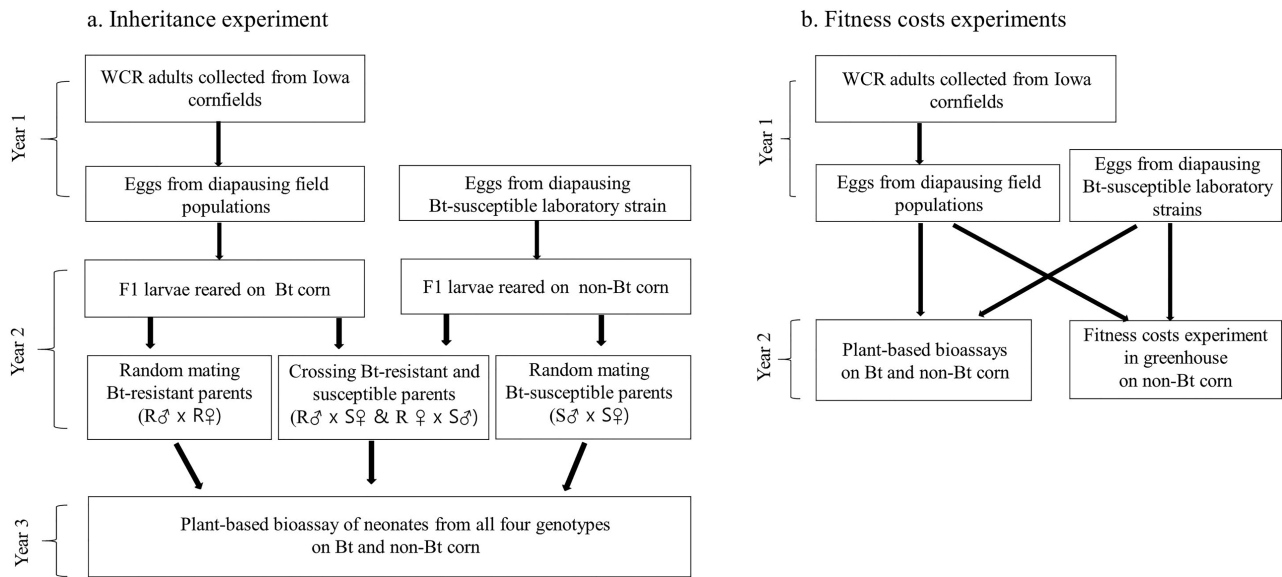 a. Inheritance experiment
Year 1
WCR adults collected from Iowa
cornfields
Eggs from diapausing field
populations
Eggs from diapausing
Bt-susceptible laboratory strain
Year 2
F1 larvae reared on Bt corn
F1 larvae reared on non-Bt corn
Random mating
Bt-resistant parents
(R♂ x R♀)
Crossing Bt-resistant and
susceptible parents
(R♂ x S♀ & R ♀ x S♂)
Random mating
Bt-susceptible parents
(S♂ x S♀)
Year 3
Plant-based bioassay of neonates from all four genotypes
on Bt and non-Bt corn
b. Fitness costs experiments
Year 1
WCR adults collected from Iowa
cornfields
Eggs from diapausing field
populations
Eggs from diapausing
Bt-susceptible laboratory
strains
Year 2
Plant-based bioassays
on Bt and non-Bt corn
Fitness costs experiment
in greenhouse
on non-Bt corn